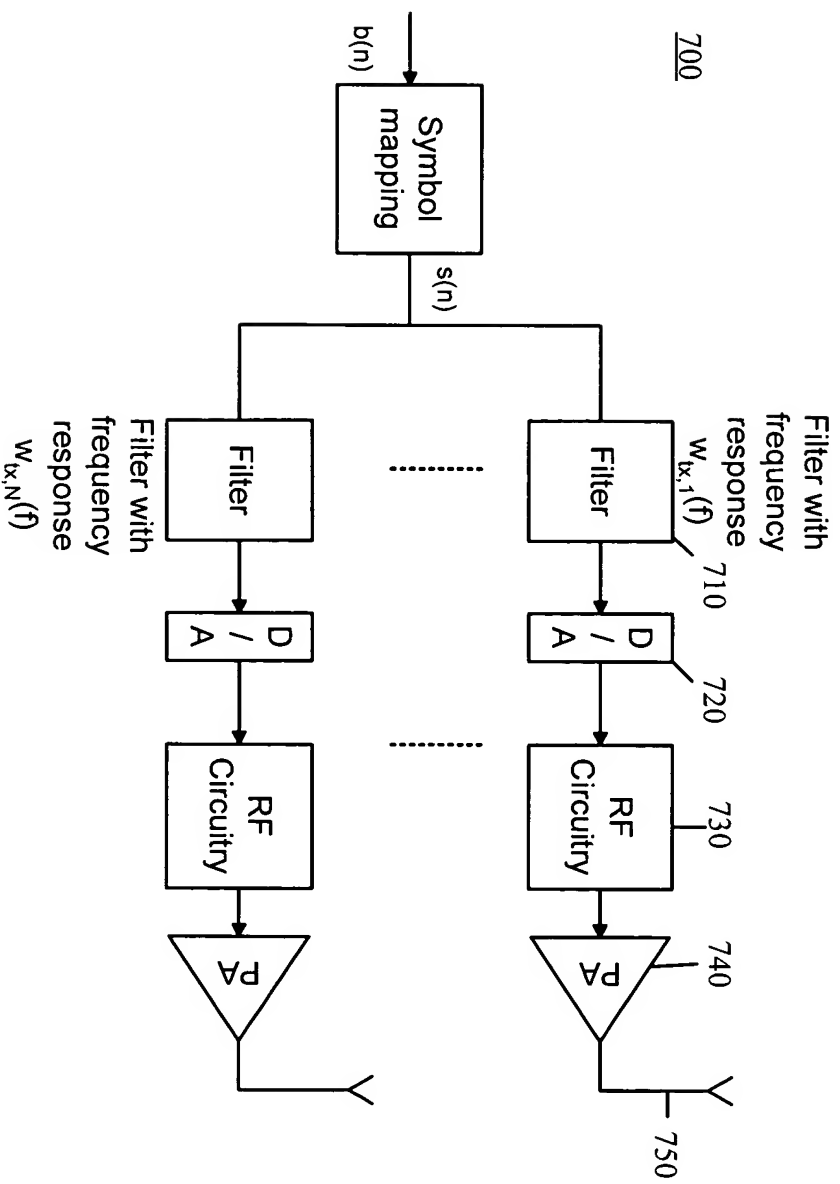 700
b(n)
Symbol
mapping
s(n)
Filter with
frequency
response
w_{tx,1}(f)
Filter
710
D
/
A
720
RF
Circuitry
730
PA
740
750
Filter
D
/
A
RF
Circuitry
PA
Filter with
frequency
response
w_{tx,N}(f)